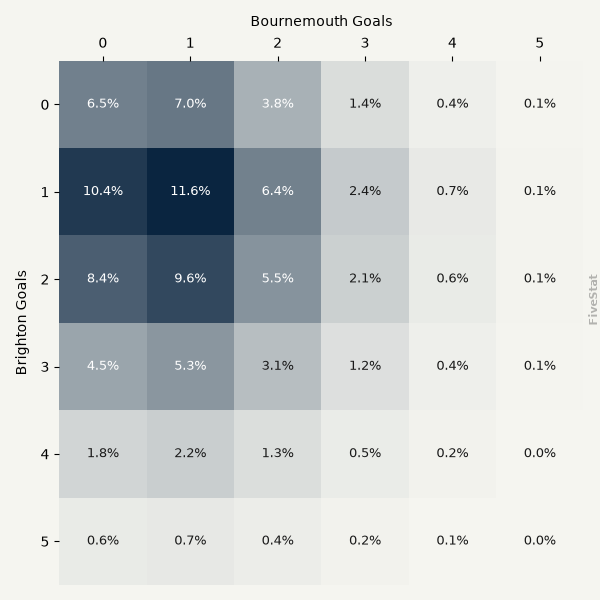 Bournemouth Goals
0 1 2 3 4 5
0 6.5% 7.0% 3.8% 1.4% 0.4% 0.1%
1 10.4% 11.6% 6.4% 2.4% 0.7% 0.1%
2 8.4% 9.6% 5.5% 2.1% 0.6% 0.1%
3 4.5% 5.3% 3.1% 1.2% 0.4% 0.1%
4 1.8% 2.2% 1.3% 0.5% 0.2% 0.0%
5 0.6% 0.7% 0.4% 0.2% 0.1% 0.0%
Brighton Goals
FiveStat